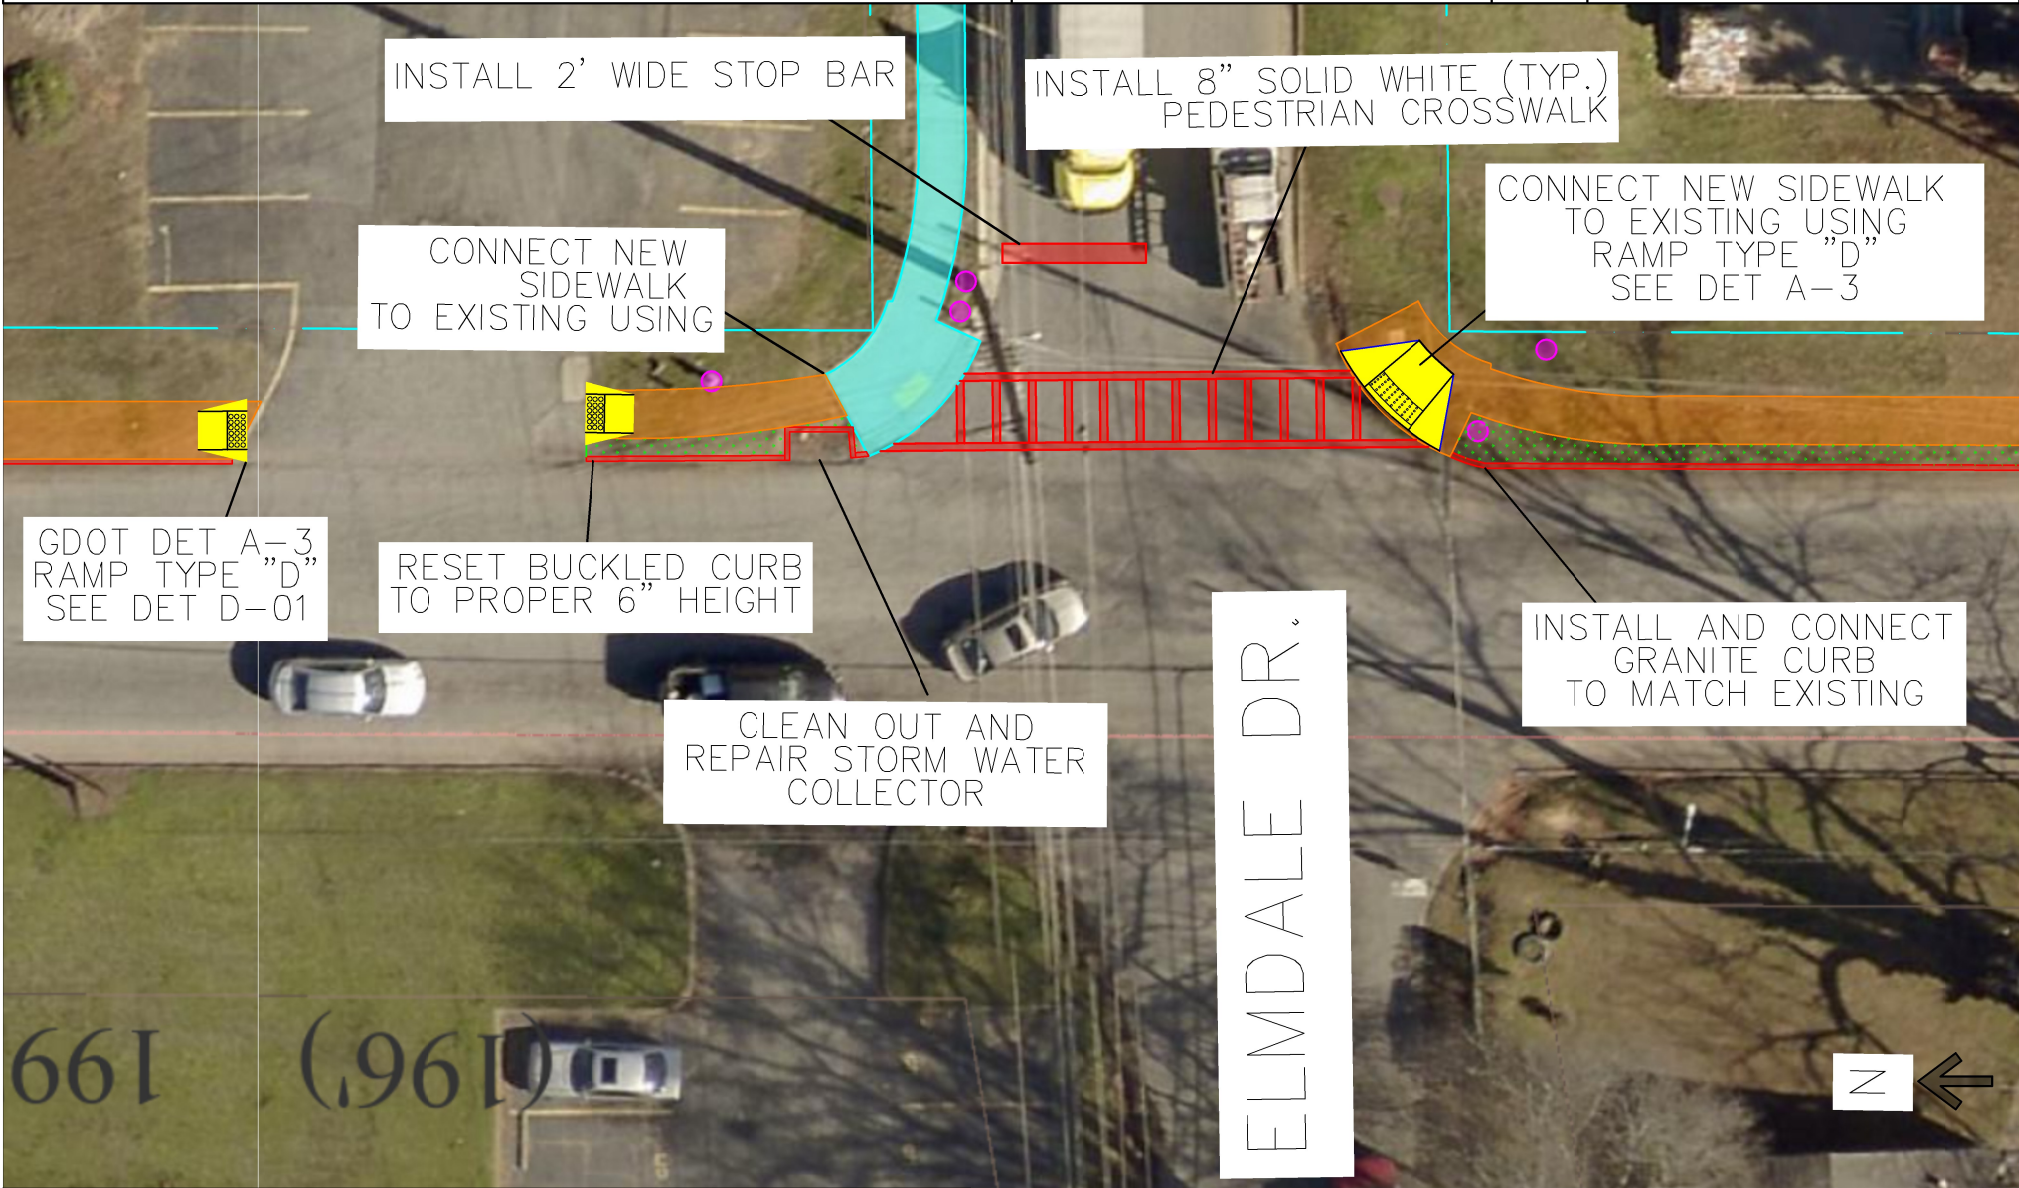 INSTALL 2' WIDE STOP BAR
INSTALL 8" SOLID WHITE (TYP.)
PEDESTRIAN CROSSWALK
CONNECT NEW SIDEWALK
TO EXISTING USING
RAMP TYPE "D"
SEE DET A-3
CONNECT NEW
SIDEWALK
TO EXISTING USING
GDOT DET A-3
RAMP TYPE "D"
SEE DET D-01
RESET BUCKLED CURB
TO PROPER 6" HEIGHT
CLEAN OUT AND
REPAIR STORM WATER
COLLECTOR
INSTALL AND CONNECT
GRANITE CURB
TO MATCH EXISTING
ELMDALE DR.
199
(196')
N